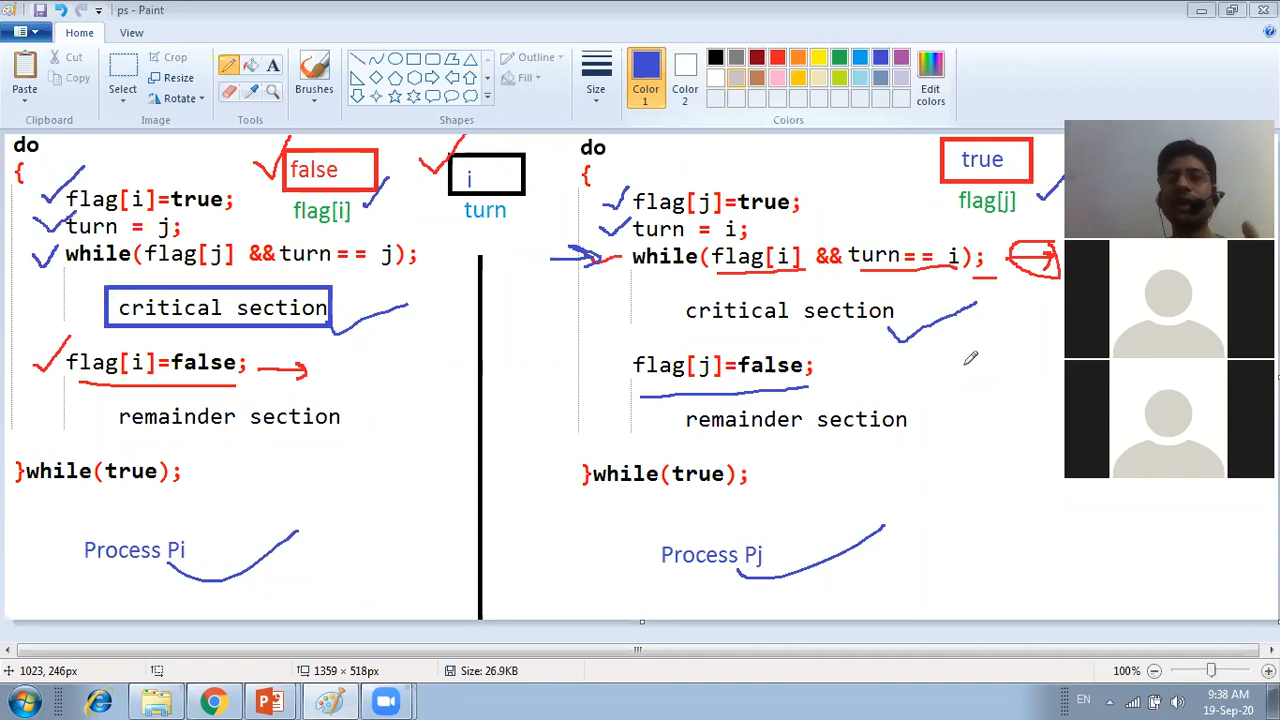 ps - Paint
Home
View
Paste
Cut
Copy
Clipboard
Select
Crop
Resize
Rotate
Image
Tools
Brushes
Outline
Fill
Shapes
Size
Color 1
Color 2
Edit colors
Colors
do
{
flag[i]=true;
turn = j;
while(flag[j] &&turn== j);
critical section
flag[i]=false;
remainder section
}while(true);
Process Pi
false
flag[i]
i
turn
do
{
flag[j]=true;
turn = i;
while(flag[i] &&turn== i);
critical section
flag[j]=false;
remainder section
}while(true);
Process Pj
true
flag[j]
1023, 246px
1359 × 518px
Size: 26.9KB
100%
EN
9:38 AM
19-Sep-20